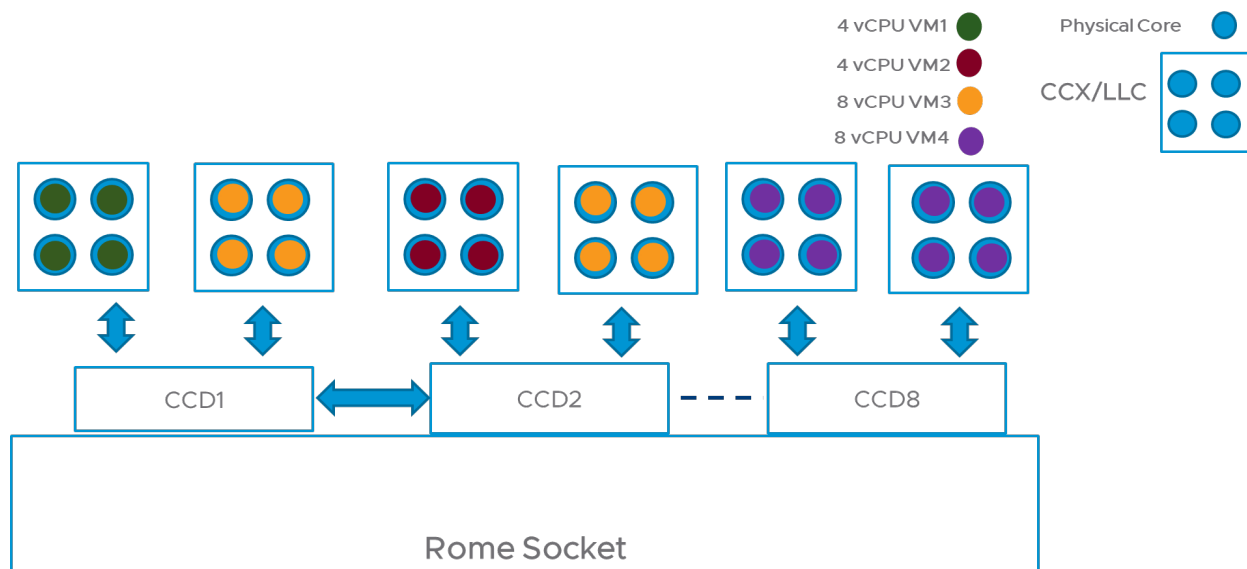 4 vCPU VM1
4 vCPU VM2
8 vCPU VM3
8 vCPU VM4
Physical Core
CCX/LLC
CCD1
CCD2
CCD8
Rome Socket